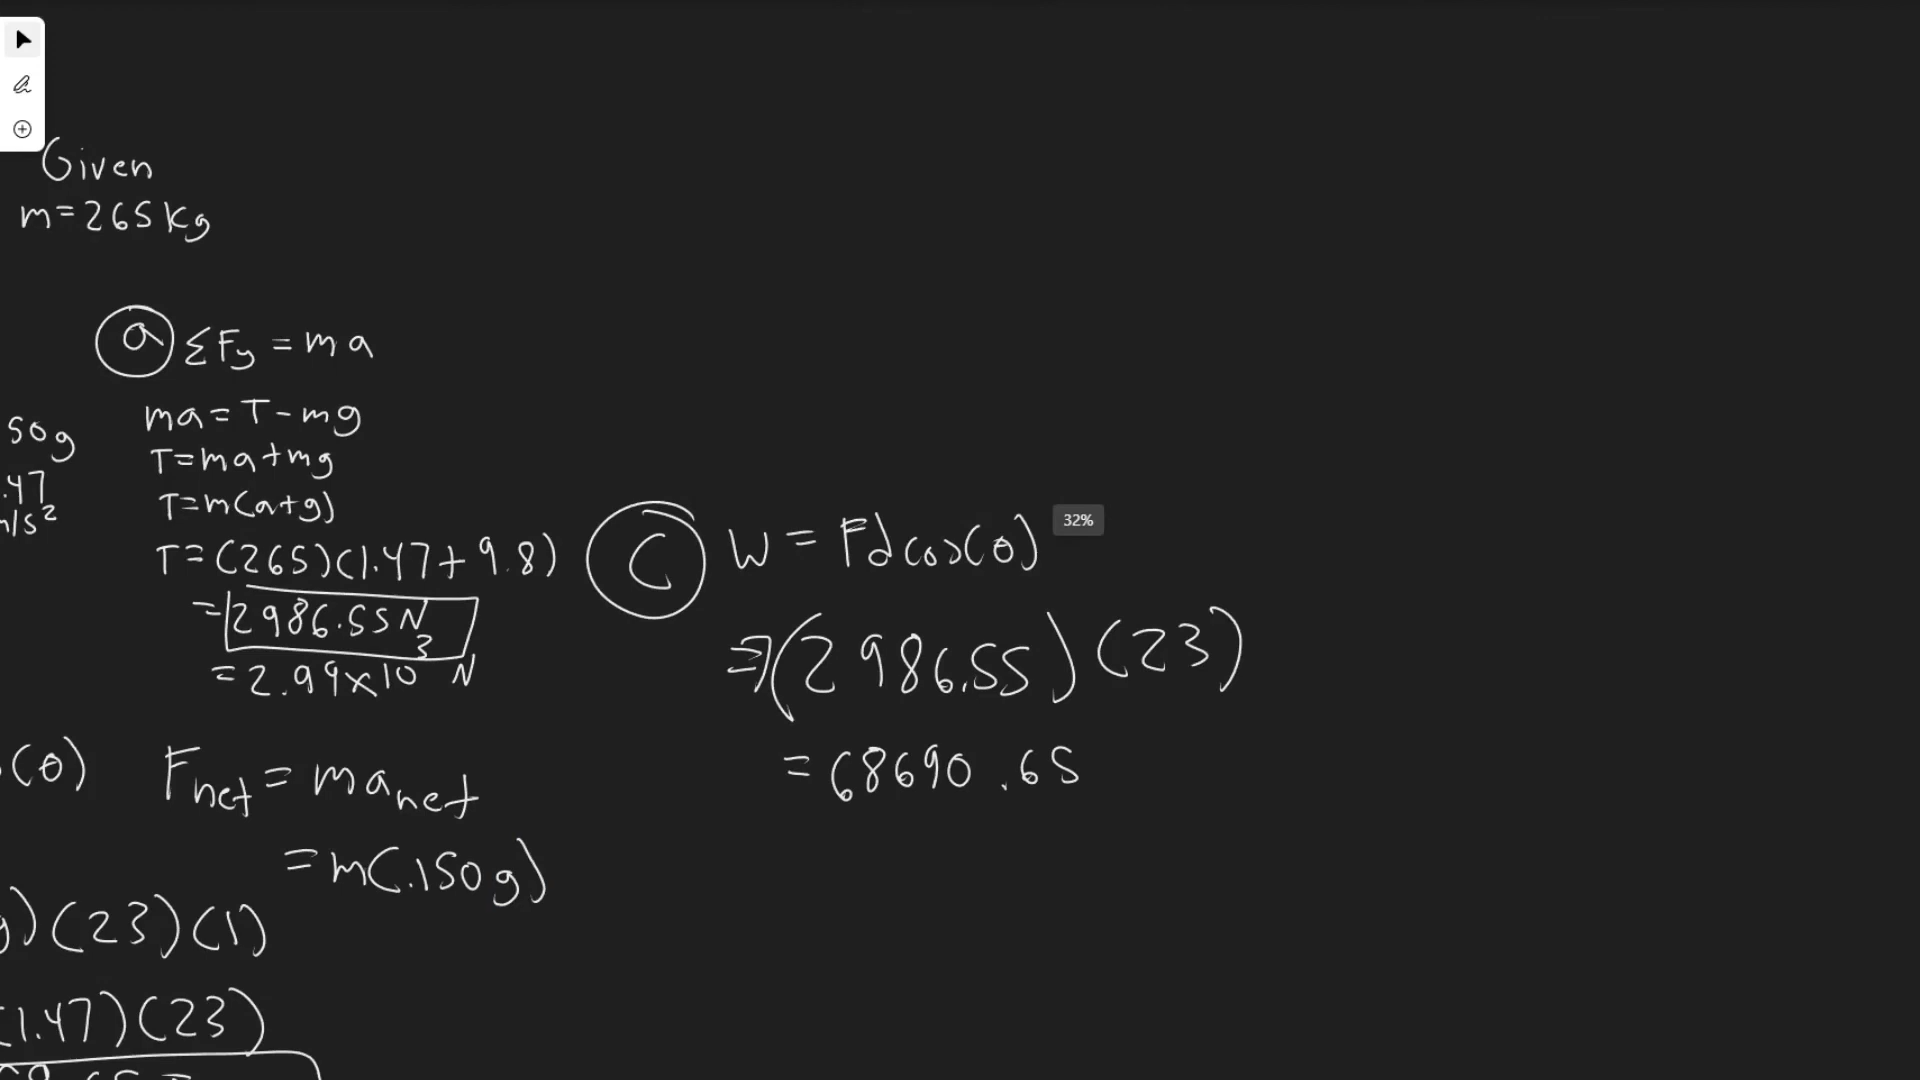 Given
m=265kg
a ΣFy = ma
ma=T-mg
50g
T=ma+mg
.47
m/s²
T=m(a+g)
T=(265)(1.47+9.8)
=2986.55N
=2.99x10³ N
C W = Fdcos(θ)
32%
=>(2986.55)(23)
=68690.65
(θ) Fnet = manet
=m(.150g)
)(23)(1)
(1.47)(23)